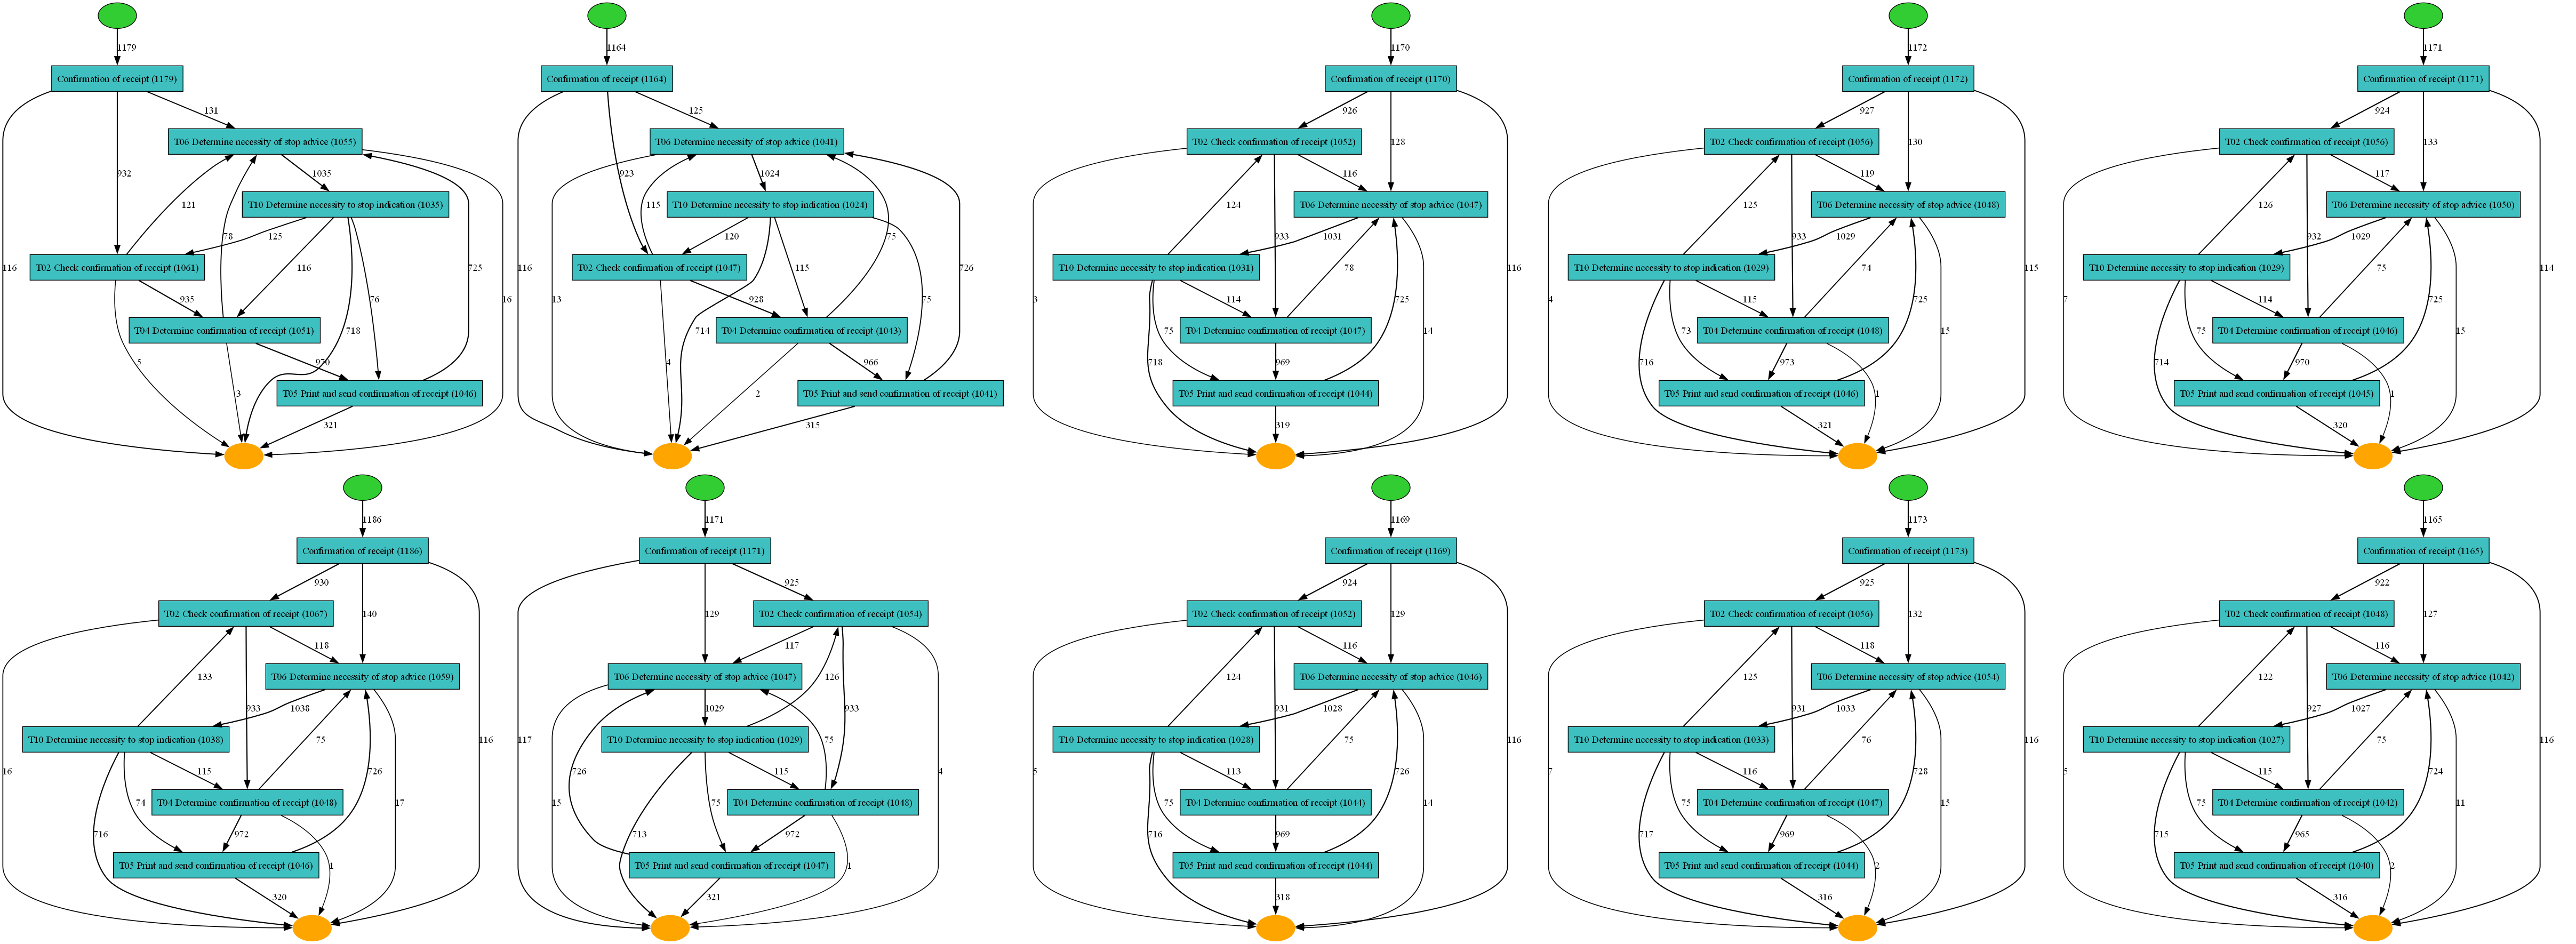 1179
Confirmation of receipt (1179)
131
T06 Determine necessity of stop advice (1055)
1035
932
121
T10 Determine necessity to stop indication (1035)
125
78
116
76
725
116
16
T02 Check confirmation of receipt (1061)
935
T04 Determine confirmation of receipt (1051)
718
5
3
970
T05 Print and send confirmation of receipt (1046)
321
1164
Confirmation of receipt (1164)
125
T06 Determine necessity of stop advice (1041)
1024
923
115
T10 Determine necessity to stop indication (1024)
120
75
115
T02 Check confirmation of receipt (1047)
116
13
928
75
726
T04 Determine confirmation of receipt (1043)
714
4
966
2
T05 Print and send confirmation of receipt (1041)
315
1170
Confirmation of receipt (1170)
926
128
T02 Check confirmation of receipt (1052)
116
124
T06 Determine necessity of stop advice (1047)
1031
933
T10 Determine necessity to stop indication (1031)
78
116
3
114
75
725
T04 Determine confirmation of receipt (1047)
14
718
969
T05 Print and send confirmation of receipt (1044)
319
1172
Confirmation of receipt (1172)
927
130
T02 Check confirmation of receipt (1056)
119
125
T06 Determine necessity of stop advice (1048)
1029
933
T10 Determine necessity to stop indication (1029)
74
115
4
115
73
725
T04 Determine confirmation of receipt (1048)
15
716
973
T05 Print and send confirmation of receipt (1046)
1
321
1171
Confirmation of receipt (1171)
924
133
T02 Check confirmation of receipt (1056)
117
126
T06 Determine necessity of stop advice (1050)
1029
932
T10 Determine necessity to stop indication (1029)
75
114
7
114
75
725
T04 Determine confirmation of receipt (1046)
15
714
970
T05 Print and send confirmation of receipt (1045)
1
320
1186
Confirmation of receipt (1186)
930
140
T02 Check confirmation of receipt (1067)
118
133
T06 Determine necessity of stop advice (1059)
1038
933
T10 Determine necessity to stop indication (1038)
75
116
16
115
74
726
T04 Determine confirmation of receipt (1048)
17
716
972
T05 Print and send confirmation of receipt (1046)
1
320
1171
Confirmation of receipt (1171)
925
129
T02 Check confirmation of receipt (1054)
117
T06 Determine necessity of stop advice (1047)
126
1029
933
T10 Determine necessity to stop indication (1029)
75
117
4
726
115
15
75
T04 Determine confirmation of receipt (1048)
713
972
T05 Print and send confirmation of receipt (1047)
1
321
1169
Confirmation of receipt (1169)
924
129
T02 Check confirmation of receipt (1052)
116
124
T06 Determine necessity of stop advice (1046)
1028
931
T10 Determine necessity to stop indication (1028)
75
116
5
113
75
726
T04 Determine confirmation of receipt (1044)
14
716
969
T05 Print and send confirmation of receipt (1044)
318
1173
Confirmation of receipt (1173)
925
132
T02 Check confirmation of receipt (1056)
118
125
T06 Determine necessity of stop advice (1054)
1033
931
T10 Determine necessity to stop indication (1033)
76
116
7
116
75
728
T04 Determine confirmation of receipt (1047)
15
717
969
T05 Print and send confirmation of receipt (1044)
2
316
1165
Confirmation of receipt (1165)
922
127
T02 Check confirmation of receipt (1048)
116
122
T06 Determine necessity of stop advice (1042)
1027
927
T10 Determine necessity to stop indication (1027)
75
116
5
115
75
724
T04 Determine confirmation of receipt (1042)
11
715
965
T05 Print and send confirmation of receipt (1040)
2
316